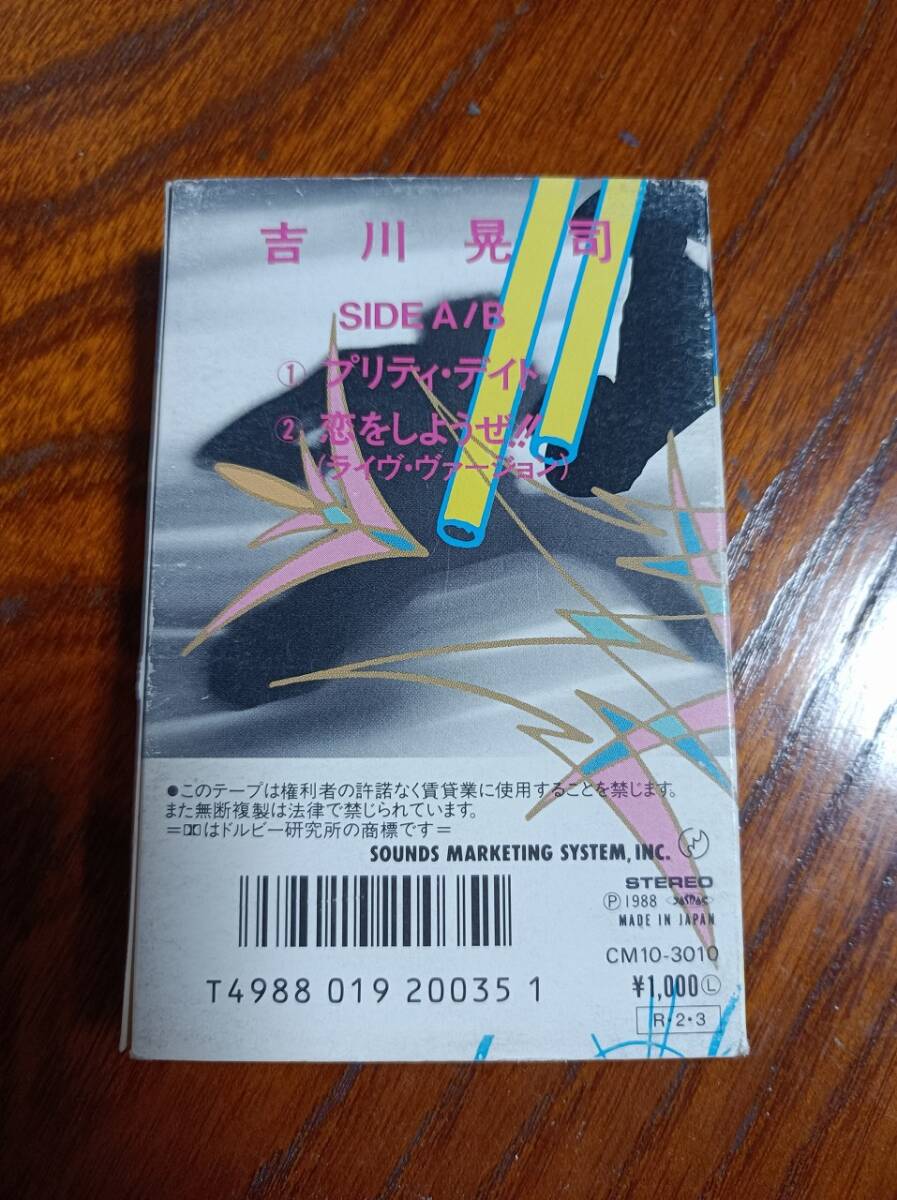 吉川晃司
SIDE A/B
① プリティ・デイト
② 恋をしようぜ!!
(ライヴ・ヴァージョン)
●このテープは権利者の許諾なく賃貸業に使用することを禁じます。
また無断複製は法律で禁じられています。
=はドルビー研究所の商標です=
SOUNDS MARKETING SYSTEM, INC.
STEREO
Ⓟ1988 JASRAC
MADE IN JAPAN
CM10-3010
¥1,000 Ⓛ
R・2・3
T4988 019 20035 1